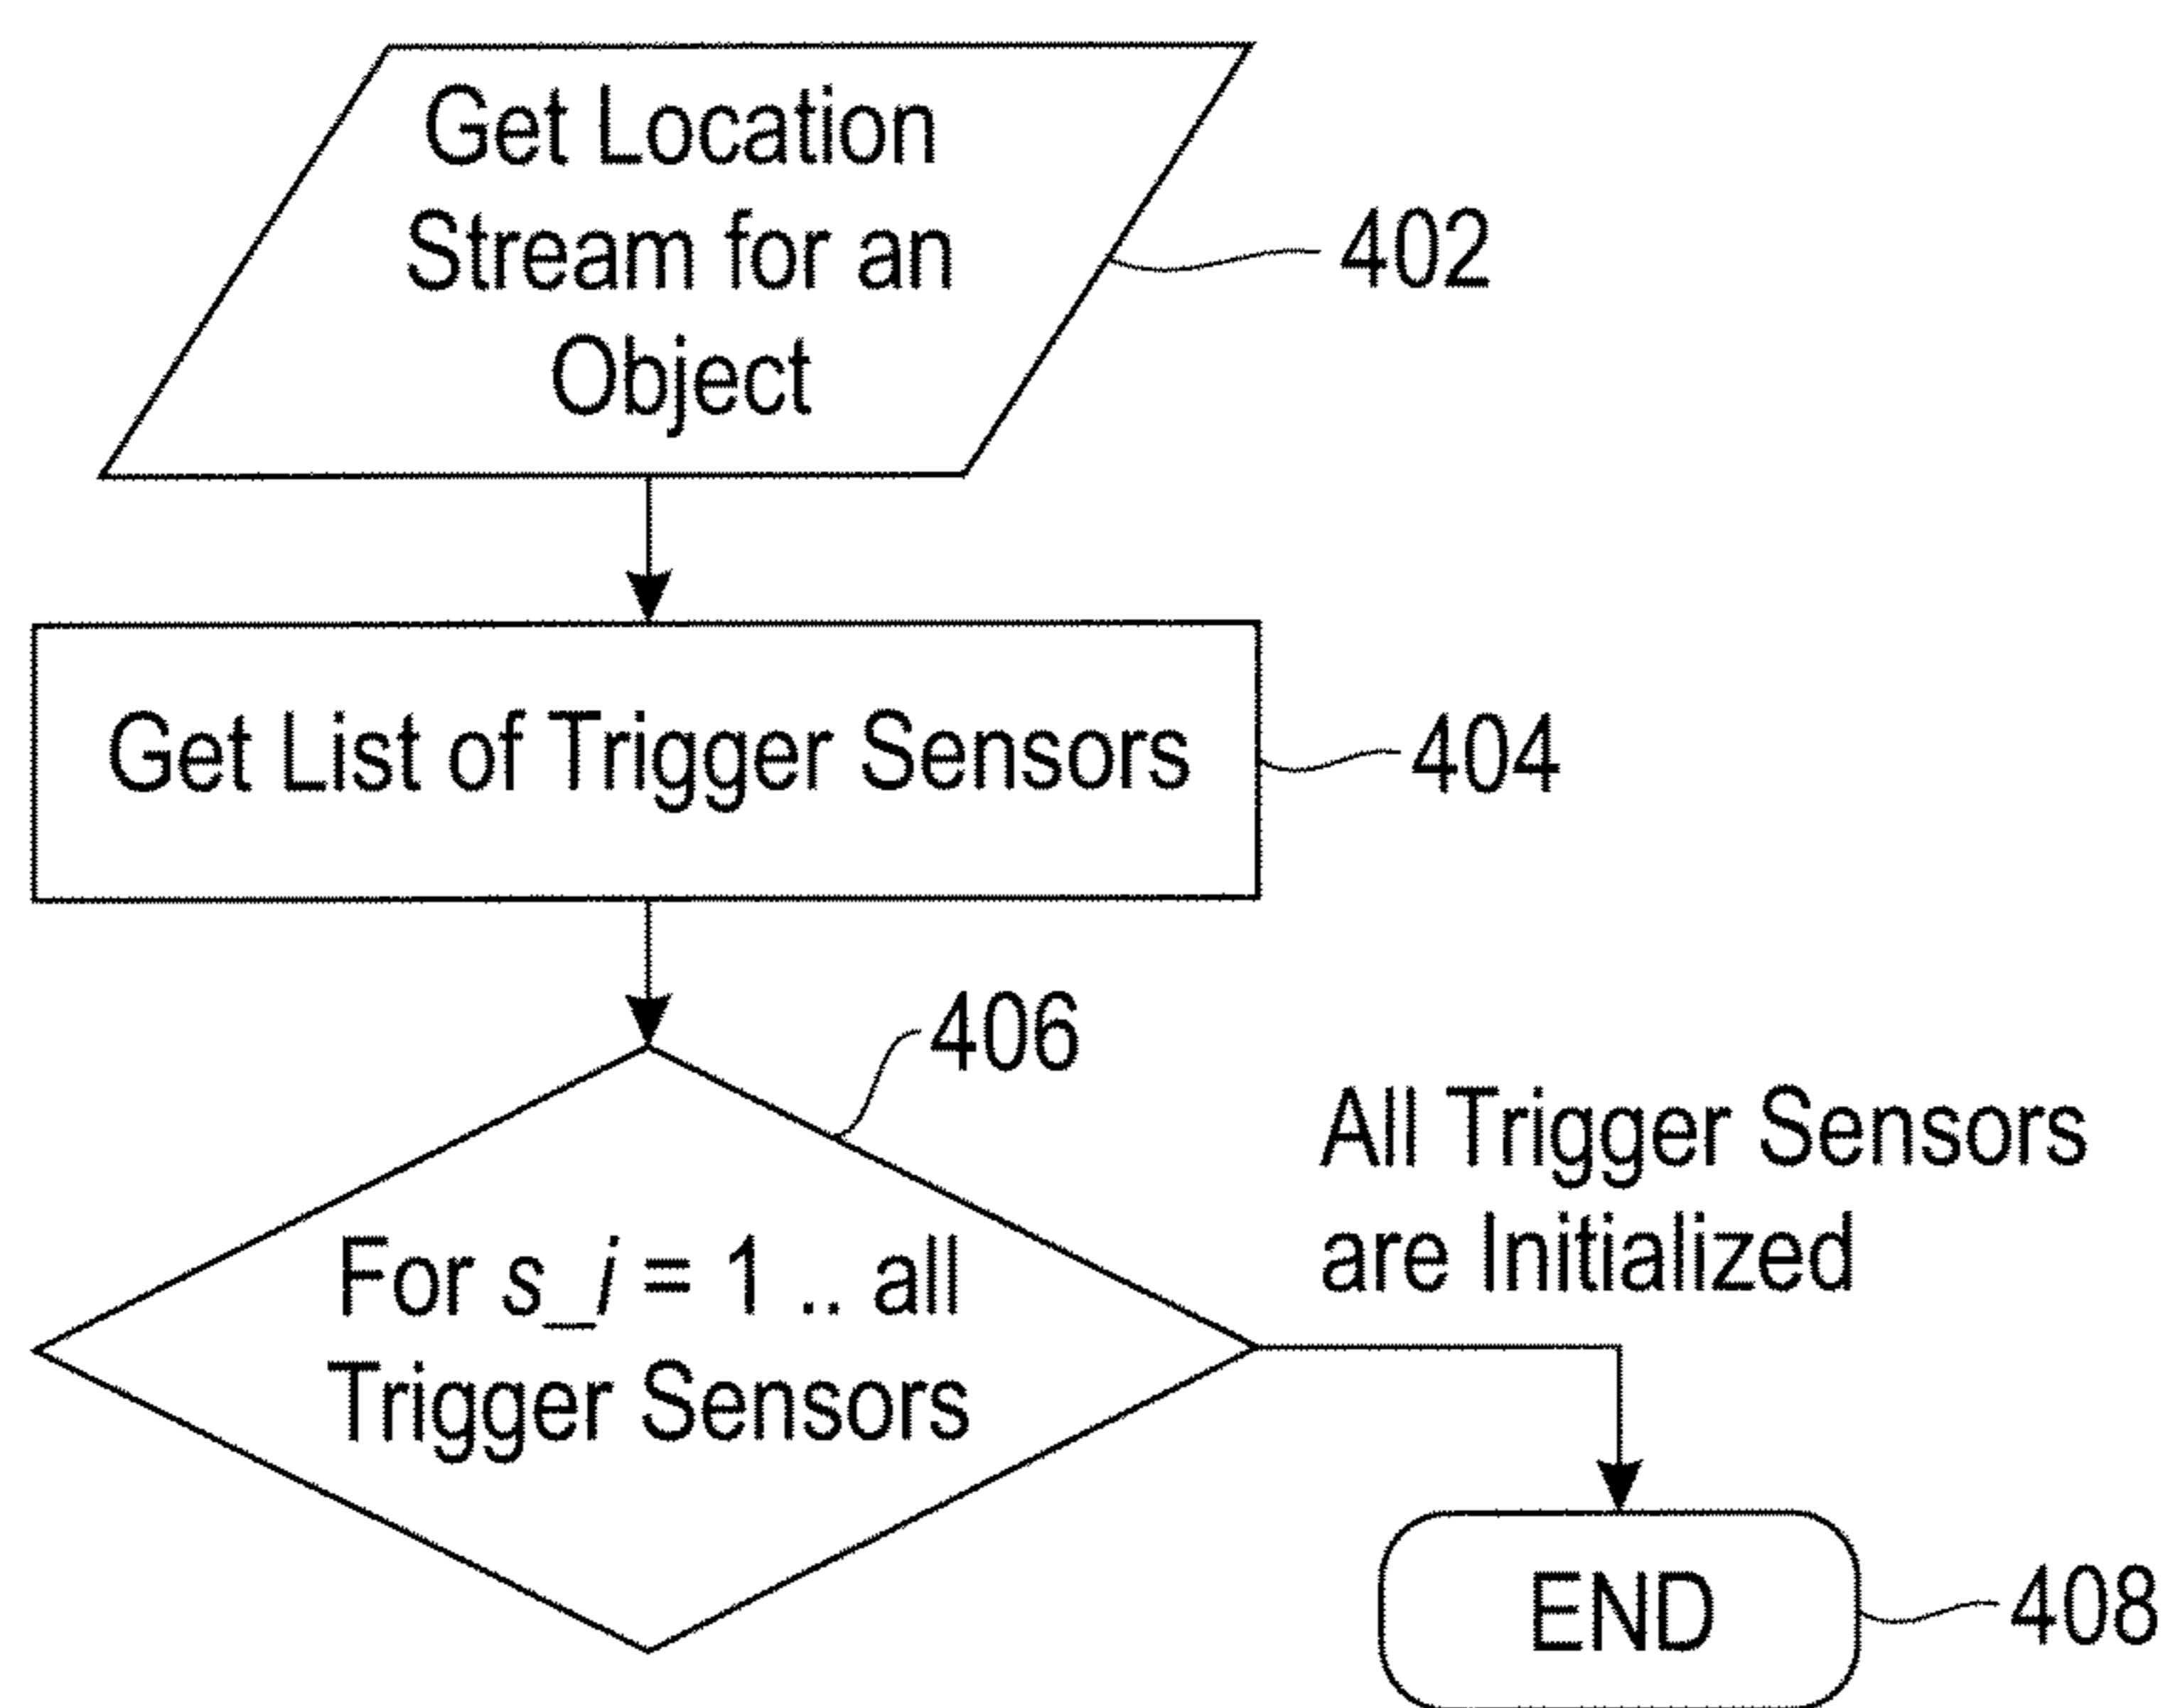 Get Location
Stream for an
Object
402
Get List of Trigger Sensors
404
406
For s_i = 1 .. all
Trigger Sensors
All Trigger Sensors
are Initialized
END
408